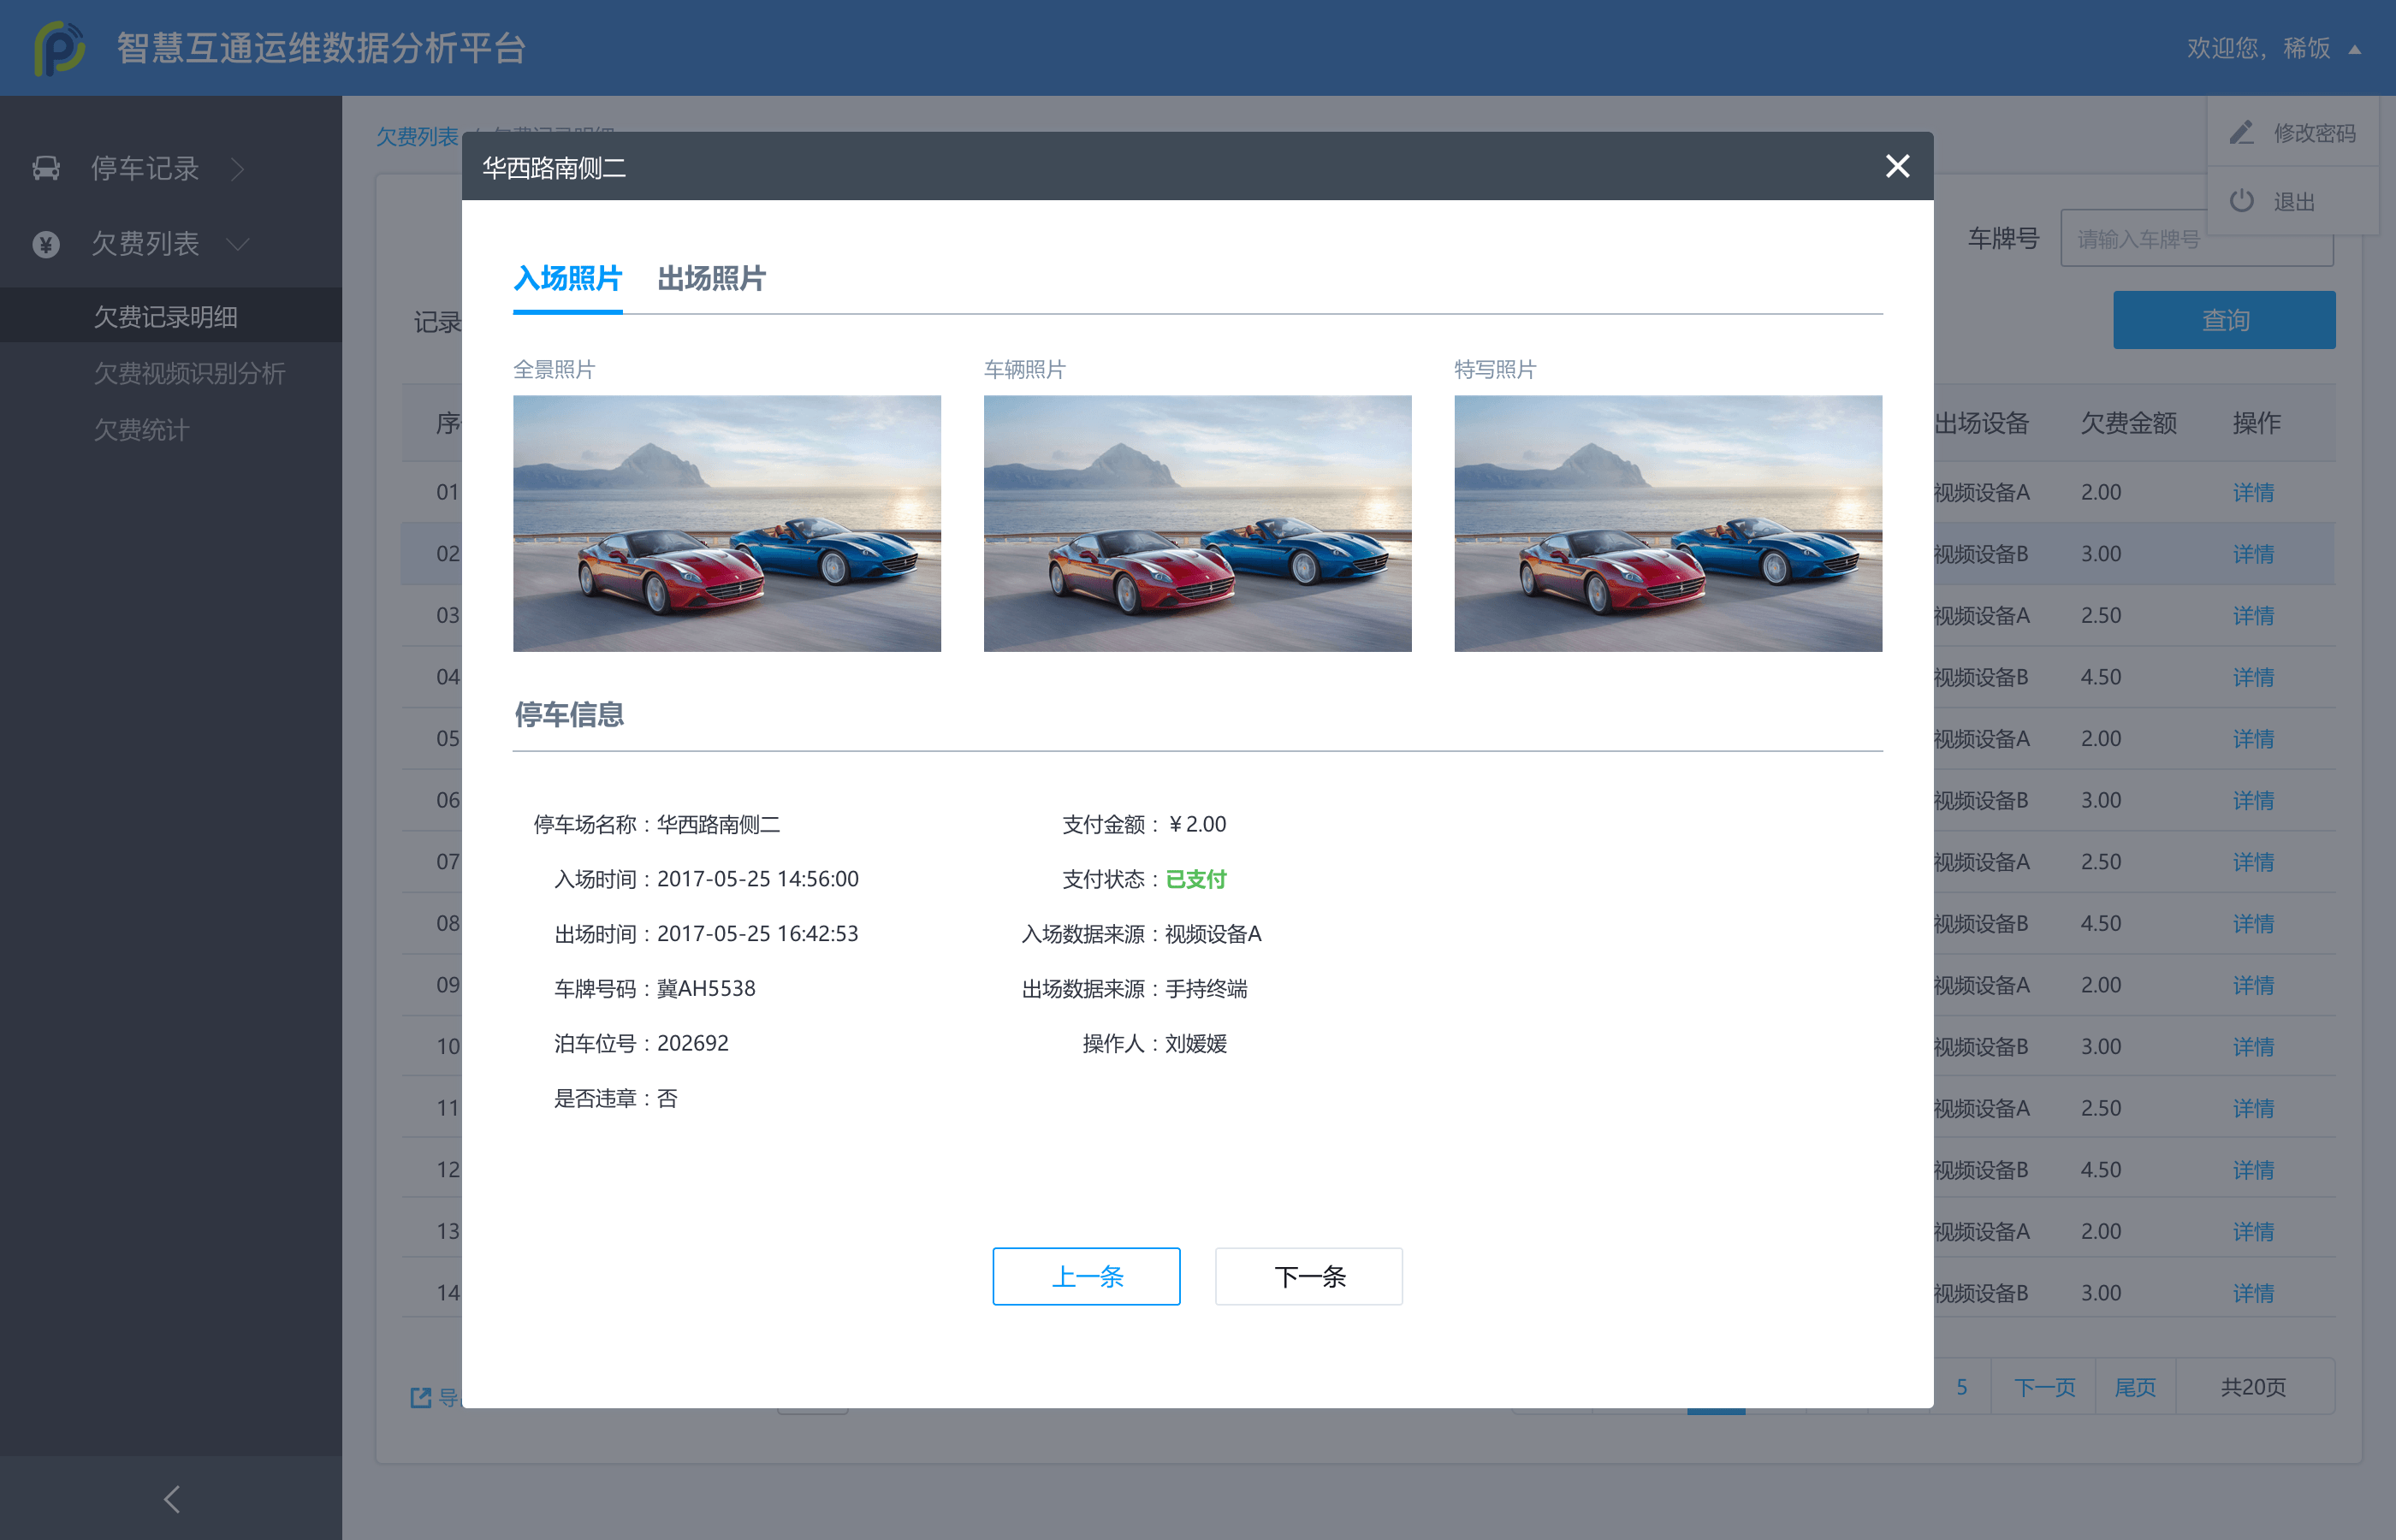 智慧互通运维数据分析平台
欢迎您，稀饭
修改密码
退出
停车记录
欠费列表
欠费记录明细
欠费视频识别分析
欠费统计
欠费列表 / 欠费记录明细
车牌号 请输入车牌号
记录
查询
华西路南侧二
入场照片 出场照片
全景照片 车辆照片 特写照片
停车信息
停车场名称：华西路南侧二
入场时间：2017-05-25 14:56:00
出场时间：2017-05-25 16:42:53
车牌号码：冀AH5538
泊车位号：202692
是否违章：否
支付金额：￥2.00
支付状态：已支付
入场数据来源：视频设备A
出场数据来源：手持终端
操作人：刘媛媛
上一条 下一条
序 出场设备 欠费金额 操作
01 视频设备A 2.00 详情
02 视频设备B 3.00 详情
03 视频设备A 2.50 详情
04 视频设备B 4.50 详情
05 视频设备A 2.00 详情
06 视频设备B 3.00 详情
07 视频设备A 2.50 详情
08 视频设备B 4.50 详情
09 视频设备A 2.00 详情
10 视频设备B 3.00 详情
11 视频设备A 2.50 详情
12 视频设备B 4.50 详情
13 视频设备A 2.00 详情
14 视频设备B 3.00 详情
导
5 下一页 尾页 共20页